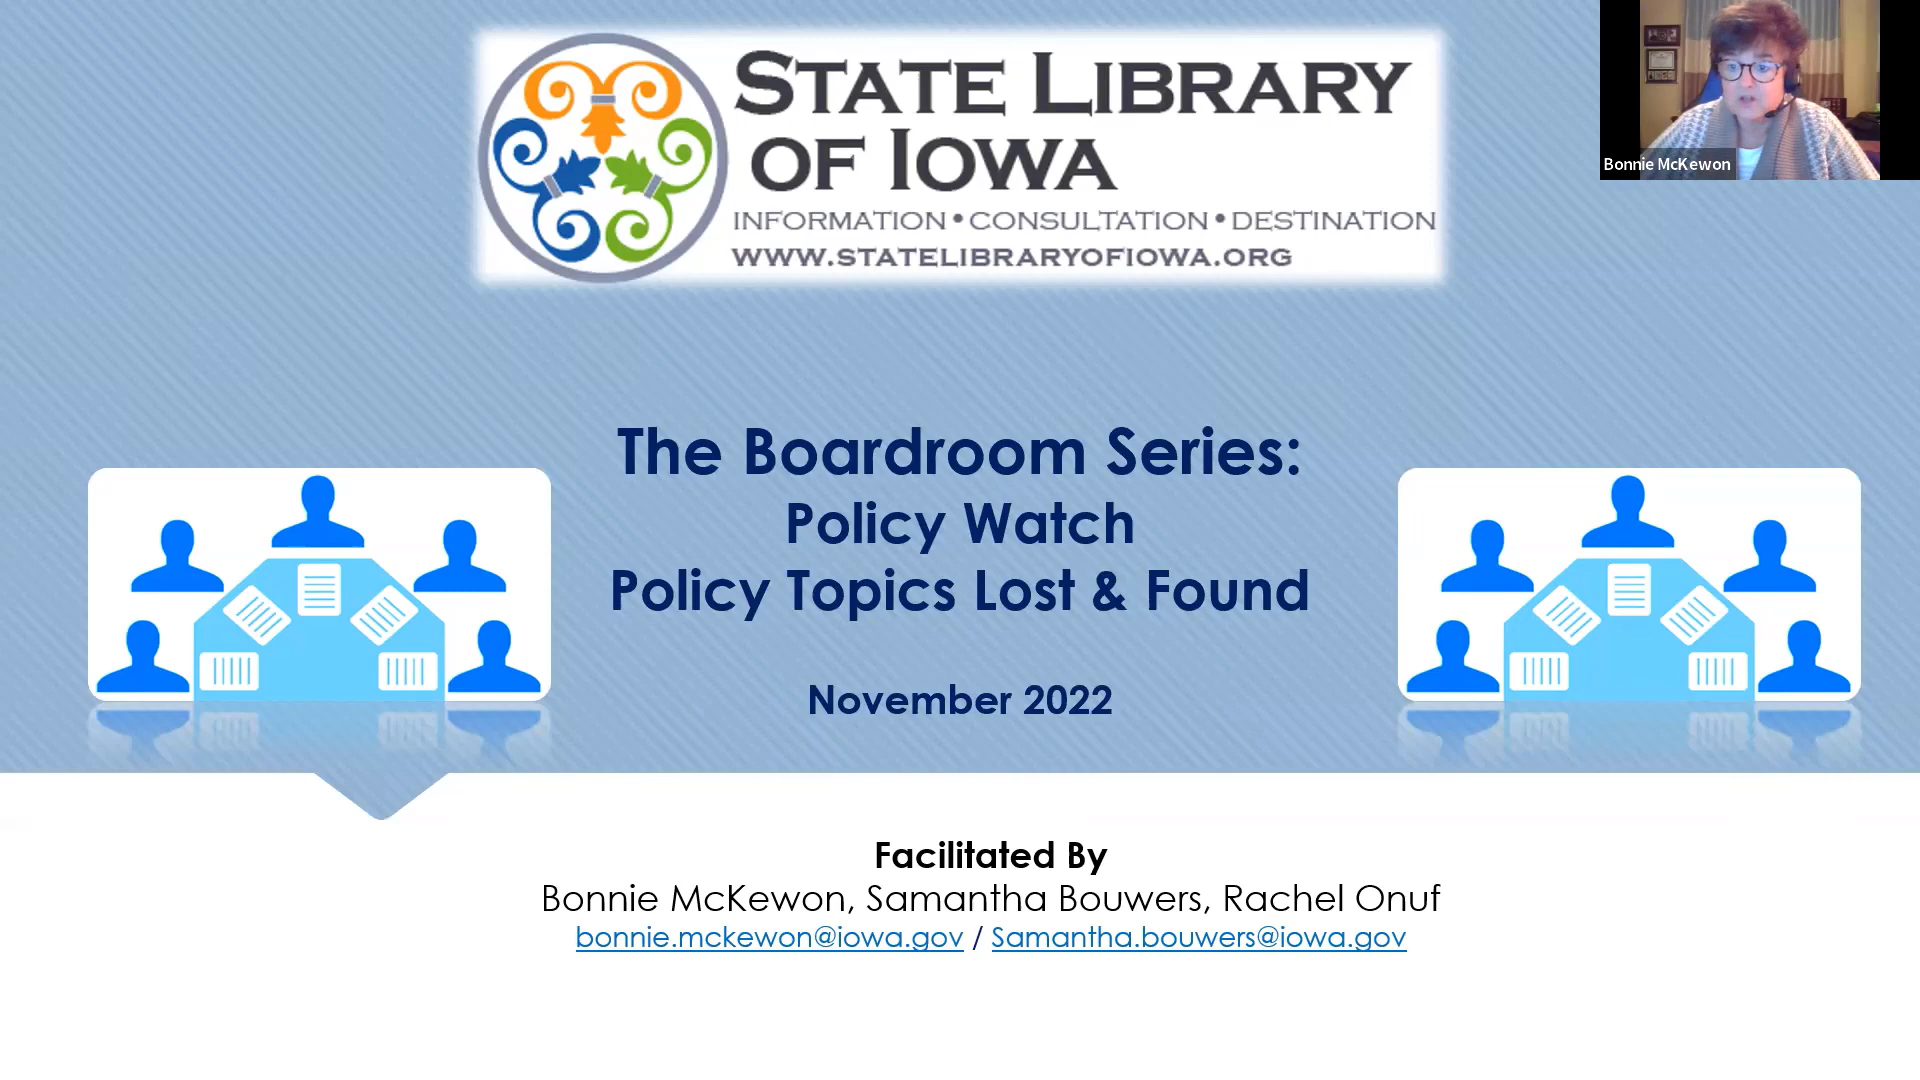 STATE LIBRARY
OF IOWA
INFORMATION • CONSULTATION • DESTINATION
WWW.STATELIBRARYOFIOWA.ORG
Bonnie McKewon
The Boardroom Series:
Policy Watch
Policy Topics Lost & Found
November 2022
Facilitated By
Bonnie McKewon, Samantha Bouwers, Rachel Onuf
bonnie.mckewon@iowa.gov / Samantha.bouwers@iowa.gov